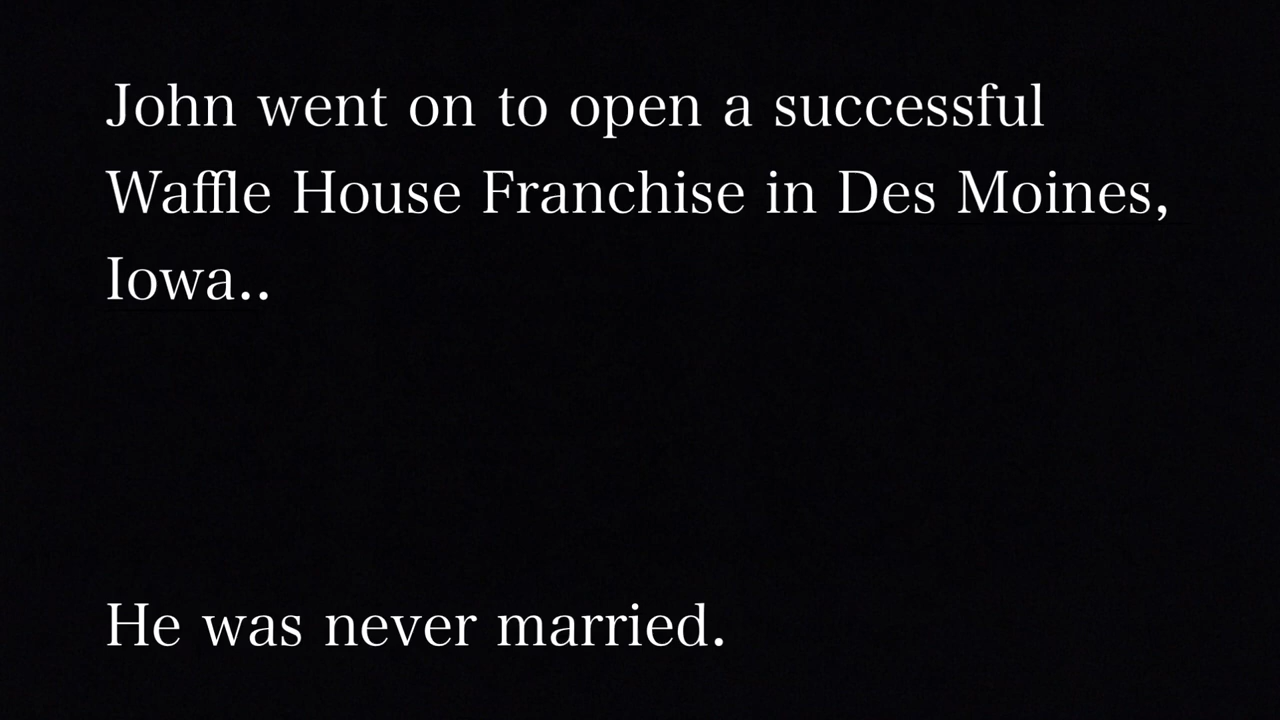 John went on to open a successful
Waffle House Franchise in Des Moines,
Iowa..
He was never married.